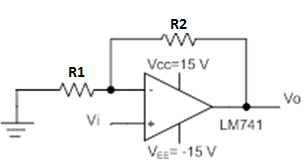 R2
R1
Vcc=15 V
-
Vo
Vi
+
LM741
VEE= -15 V